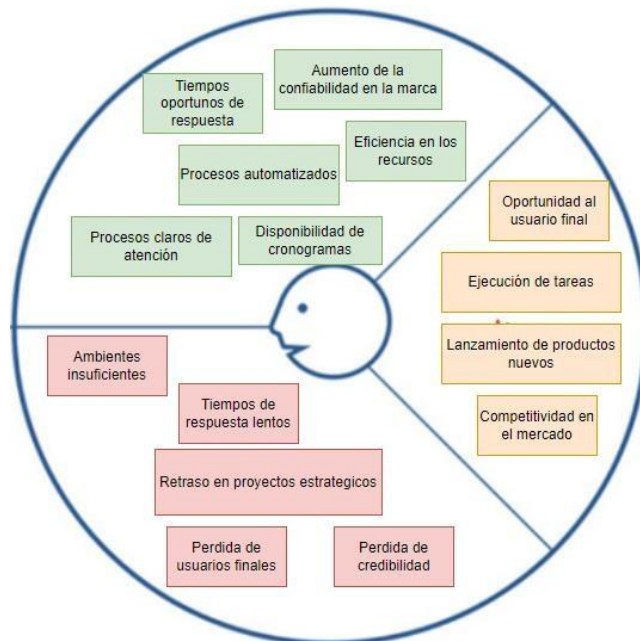 Aumento de la
confiabilidad en la marca
Tiempos
oportunos de
respuesta
Eficiencia en los
recursos
Procesos automatizados
Procesos claros de
atención
Disponibilidad de
cronogramas
Oportunidad al
usuario final
Ejecución de tareas
Lanzamiento de productos
nuevos
Competitividad en
el mercado
Ambientes
insuficientes
Tiempos de
respuesta lentos
Retraso en proyectos estrategicos
Perdida de
usuarios finales
Perdida de
credibilidad